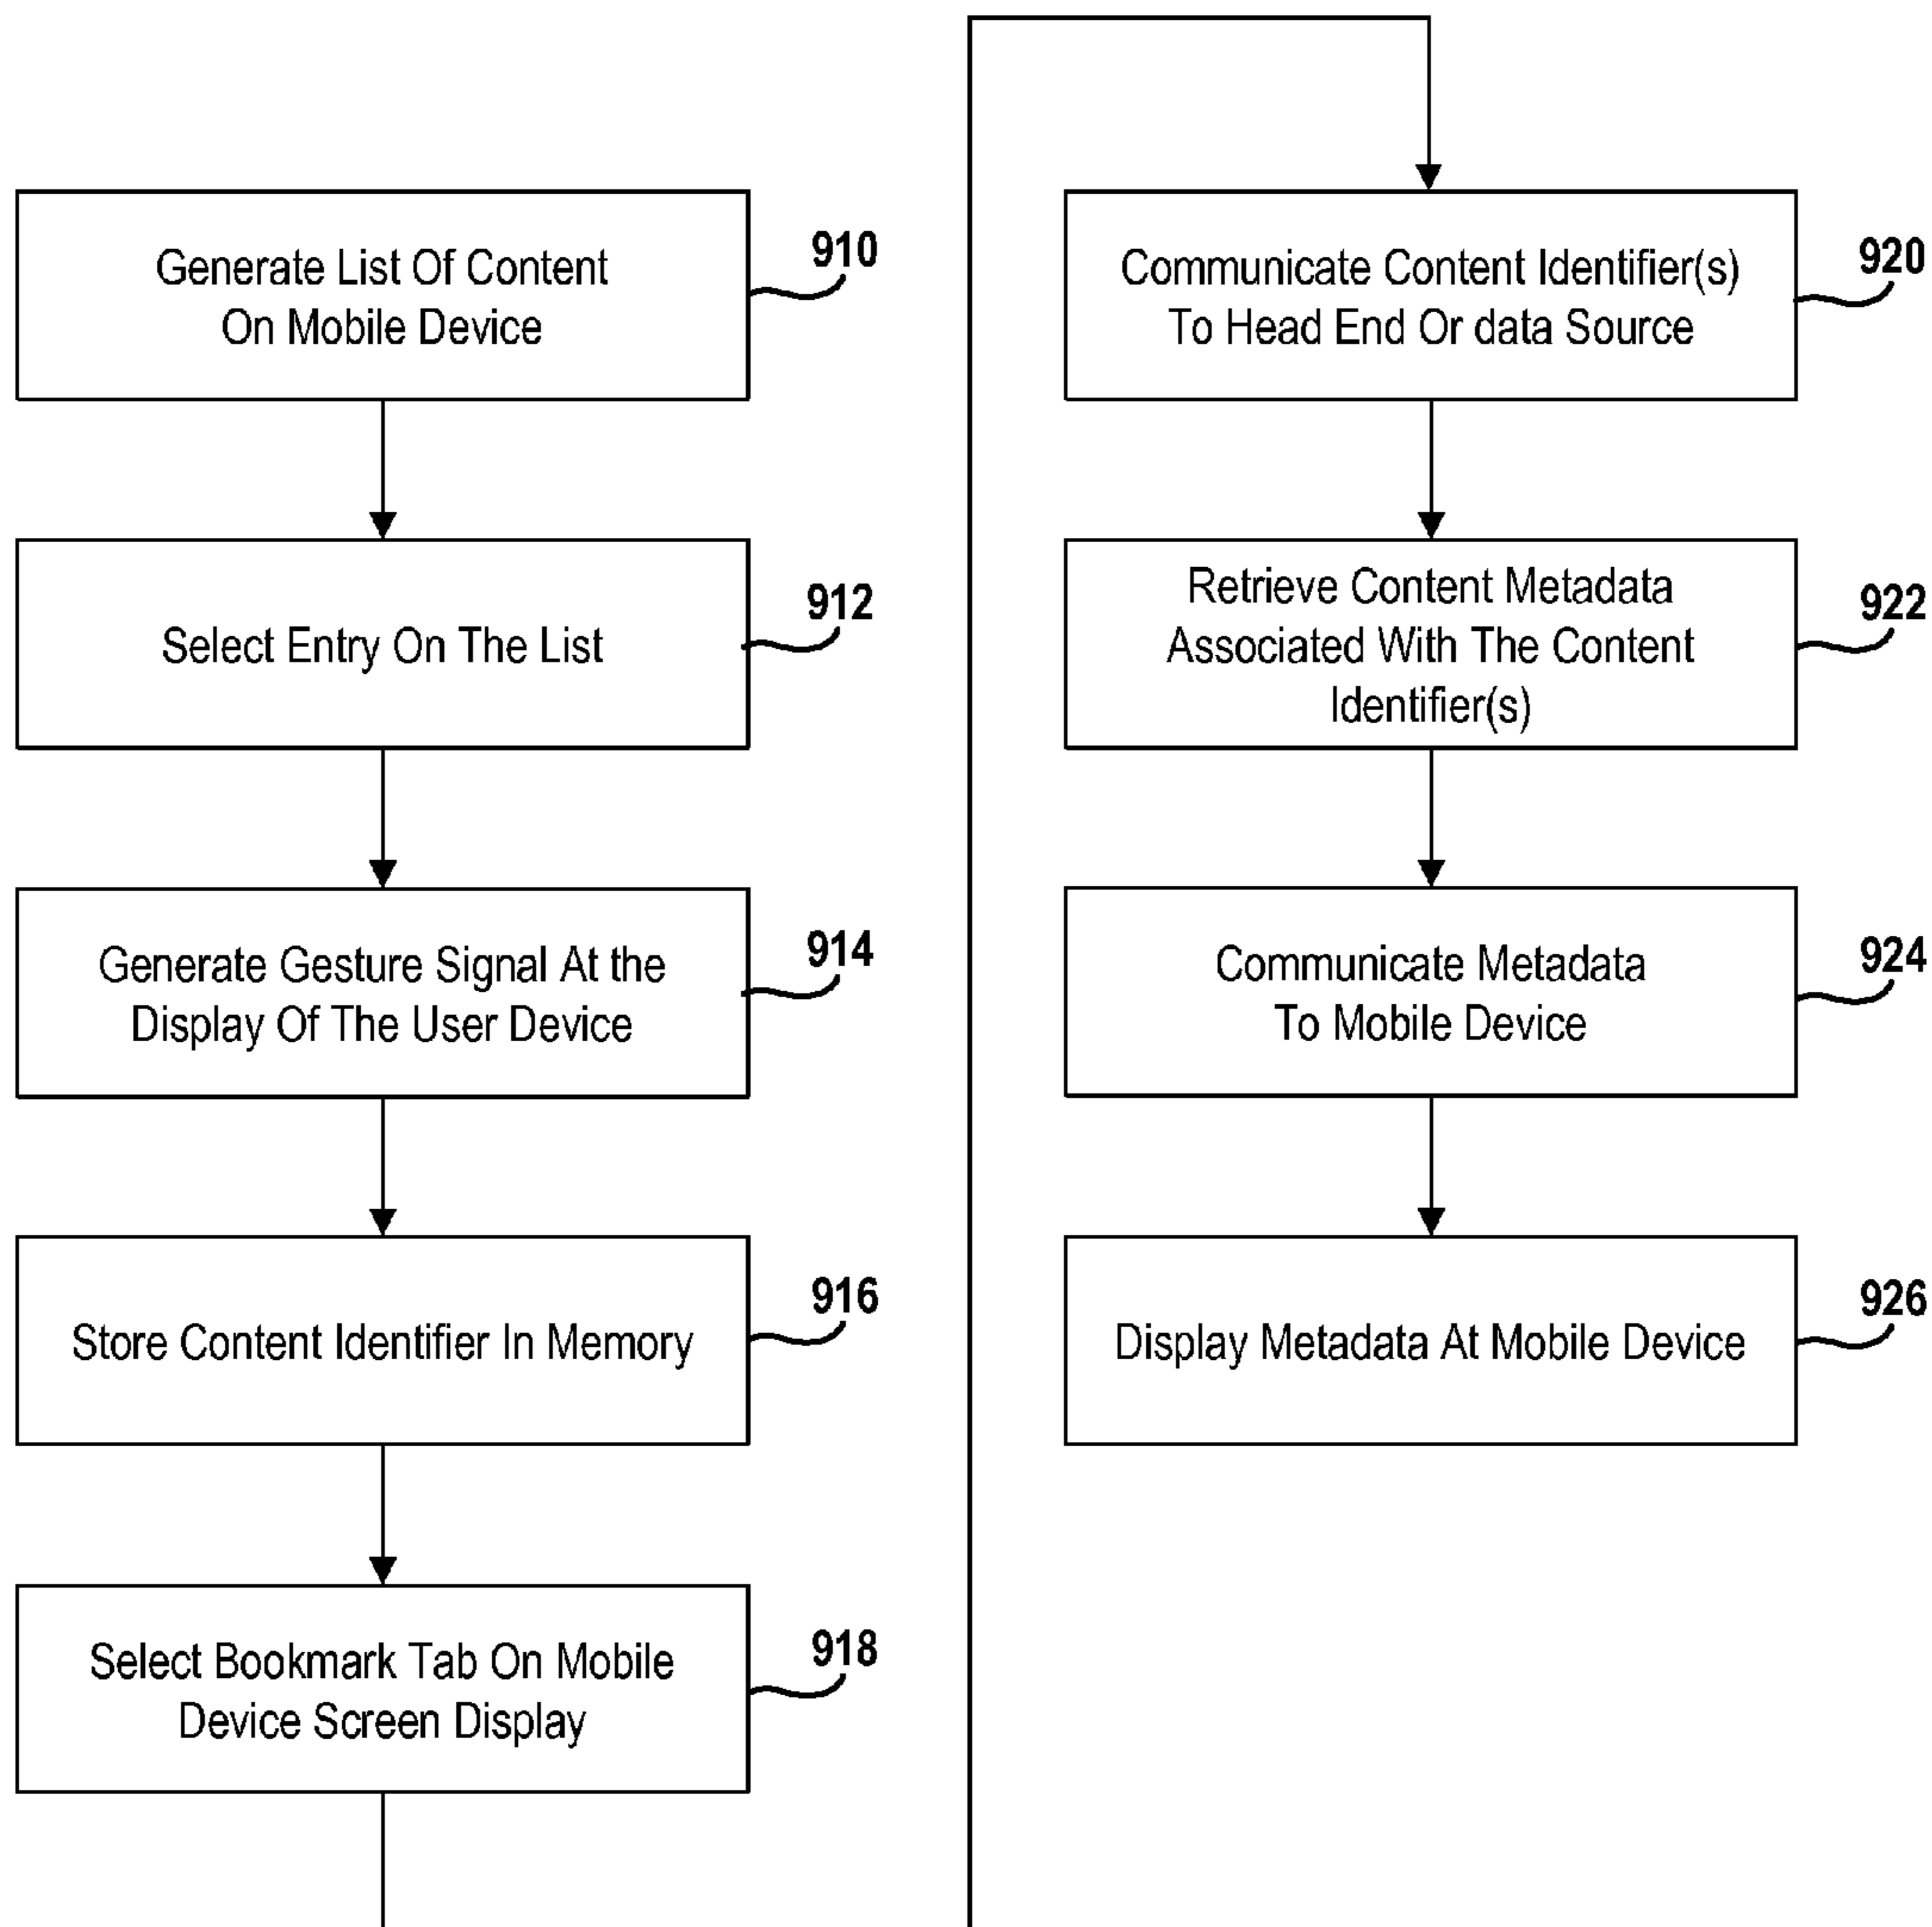 Generate List Of Content
On Mobile Device
910
Select Entry On The List
912
Generate Gesture Signal At the
Display Of The User Device
914
Store Content Identifier In Memory
916
Select Bookmark Tab On Mobile
Device Screen Display
918
Communicate Content Identifier(s)
To Head End Or data Source
920
Retrieve Content Metadata
Associated With The Content
Identifier(s)
922
Communicate Metadata
To Mobile Device
924
Display Metadata At Mobile Device
926